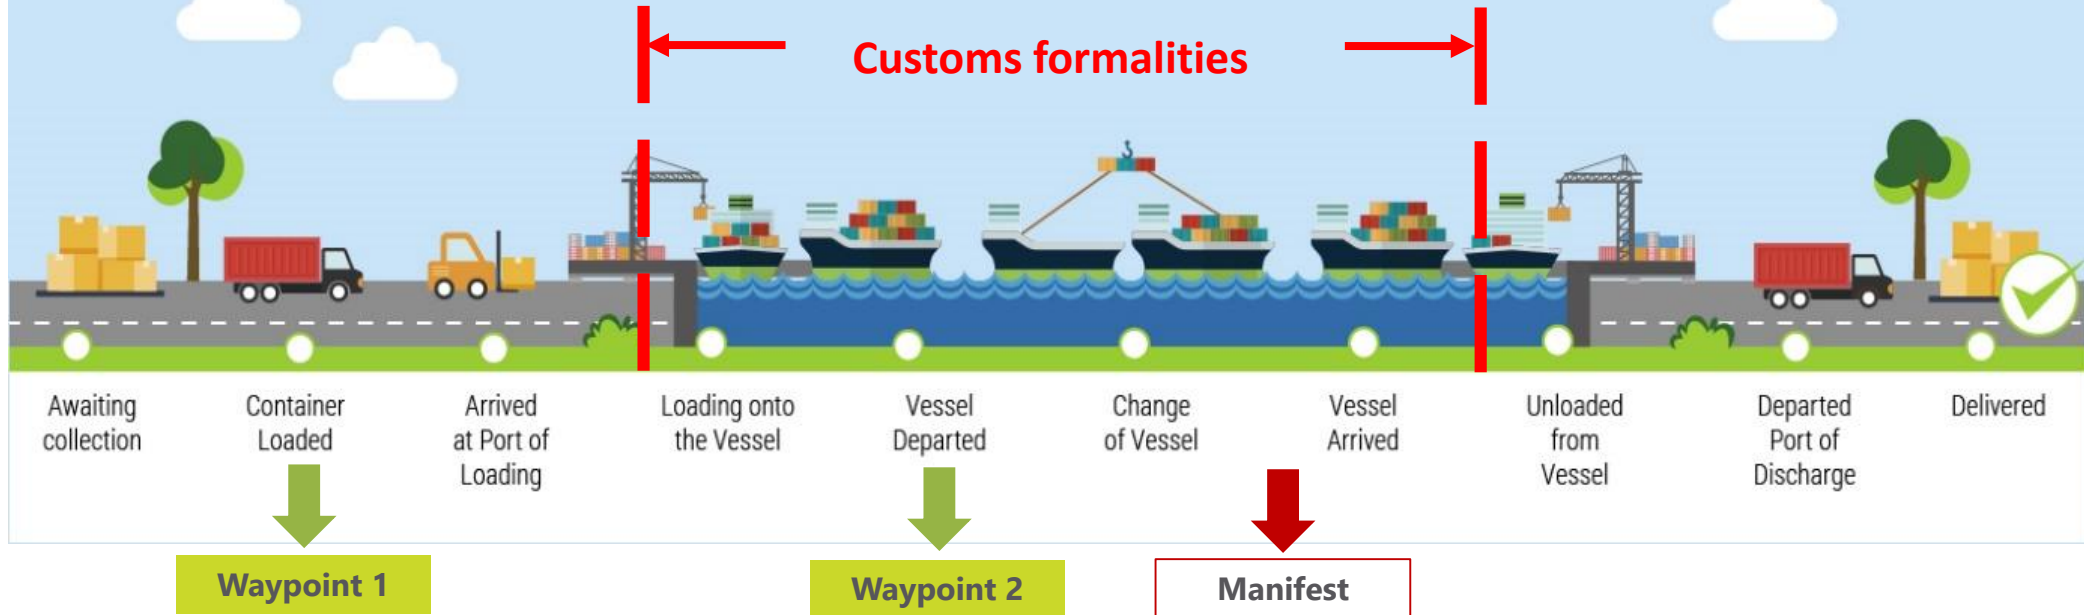 Customs formalities
Awaiting
collection
Container
Loaded
Arrived
at Port of
Loading
Loading onto
the Vessel
Vessel
Departed
Change
of Vessel
Vessel
Arrived
Unloaded
from
Vessel
Departed
Port of
Discharge
Delivered
Waypoint 1
Waypoint 2
Manifest